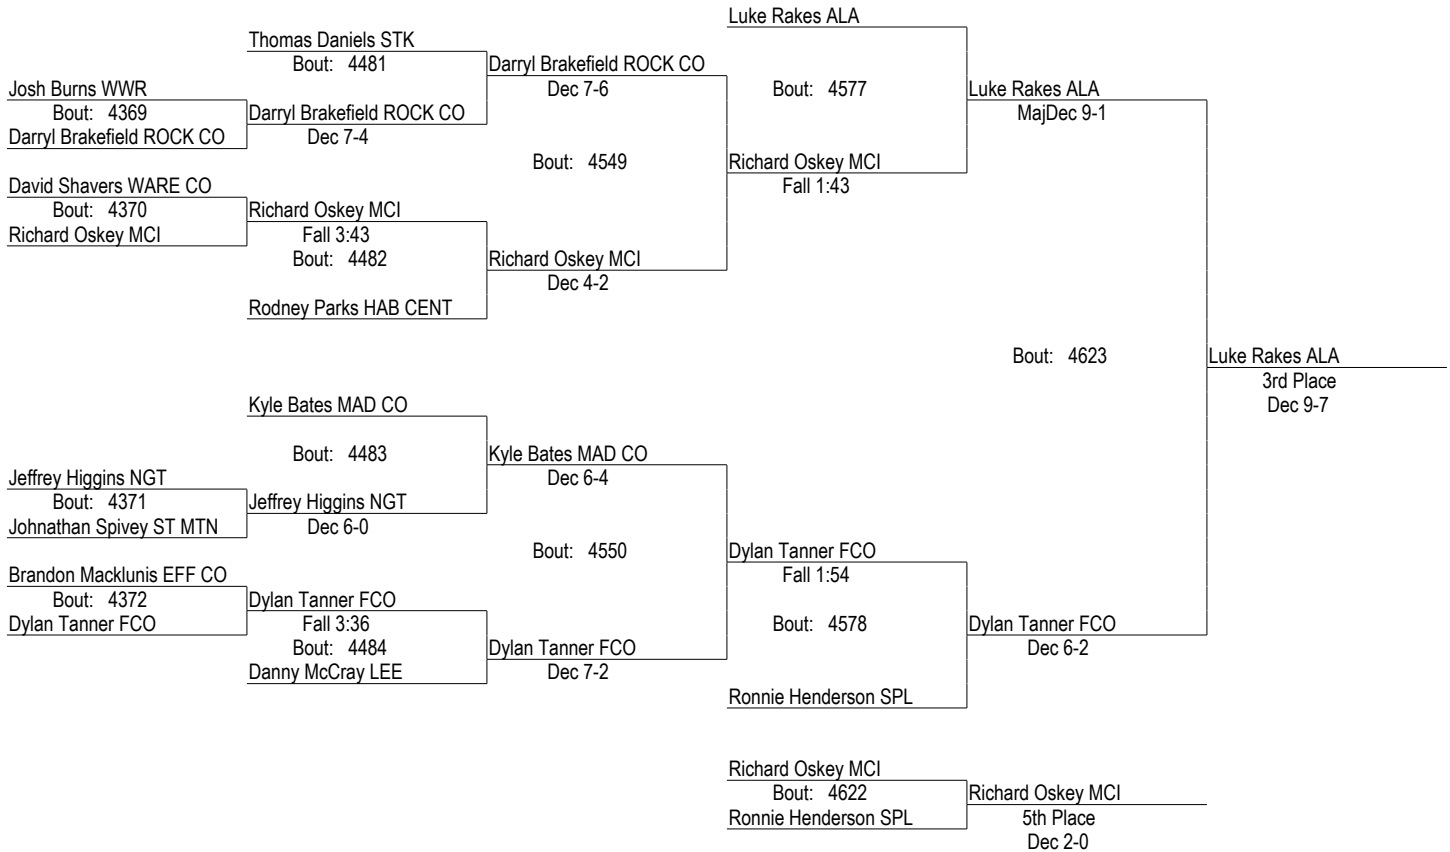 Luke Rakes ALA
Thomas Daniels STK
Bout: 4481
Darryl Brakefield ROCK CO
Dec 7-6
Josh Burns WWR
Bout: 4369
Darryl Brakefield ROCK CO
Darryl Brakefield ROCK CO
Dec 7-4
Bout: 4577
Luke Rakes ALA
MajDec 9-1
Bout: 4549
Richard Oskey MCI
Fall 1:43
David Shavers WARE CO
Bout: 4370
Richard Oskey MCI
Richard Oskey MCI
Fall 3:43
Bout: 4482
Richard Oskey MCI
Dec 4-2
Rodney Parks HAB CENT
Bout: 4623
Luke Rakes ALA
3rd Place
Dec 9-7
Kyle Bates MAD CO
Bout: 4483
Kyle Bates MAD CO
Dec 6-4
Jeffrey Higgins NGT
Bout: 4371
Johnathan Spivey ST MTN
Jeffrey Higgins NGT
Dec 6-0
Bout: 4550
Dylan Tanner FCO
Fall 1:54
Brandon Macklunis EFF CO
Bout: 4372
Dylan Tanner FCO
Dylan Tanner FCO
Fall 3:36
Bout: 4484
Danny McCray LEE
Dylan Tanner FCO
Dec 7-2
Bout: 4578
Dylan Tanner FCO
Dec 6-2
Ronnie Henderson SPL
Richard Oskey MCI
Bout: 4622
Ronnie Henderson SPL
Richard Oskey MCI
5th Place
Dec 2-0